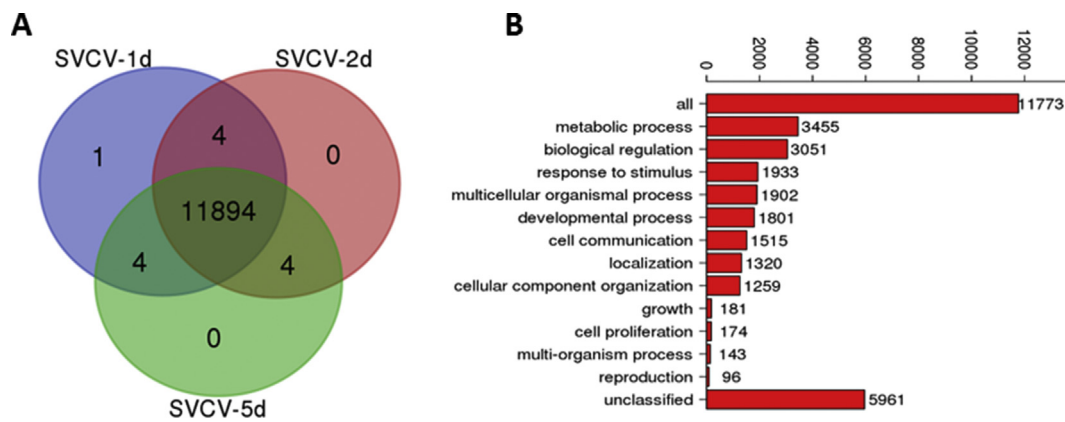 A
SVCV-1d
SVCV-2d
1
4
0
11894
4
4
0
SVCV-5d
B
0
2000
4000
6000
8000
10000
12000
all 11773
metabolic process 3455
biological regulation 3051
response to stimulus 1933
multicellular organismal process 1902
developmental process 1801
cell communication 1515
localization 1320
cellular component organization 1259
growth 181
cell proliferation 174
multi-organism process 143
reproduction 96
unclassified 5961